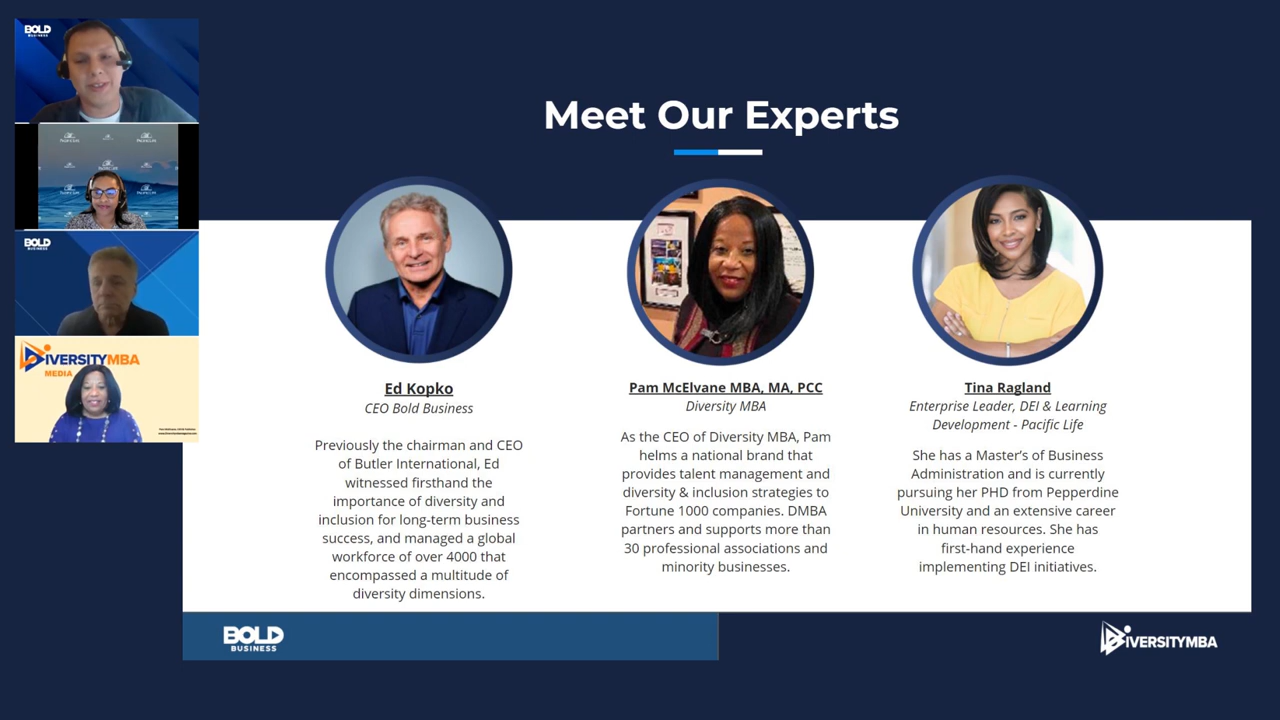 BOLD
BUSINESS
PACIFIC LIFE
BOLD
BUSINESS
DIVERSITYMBA
MEDIA
Meet Our Experts
Ed Kopko
CEO Bold Business
Previously the chairman and CEO
of Butler International, Ed
witnessed firsthand the
importance of diversity and
inclusion for long-term business
success, and managed a global
workforce of over 4000 that
encompassed a multitude of
diversity dimensions.
Pam McElvane MBA, MA, PCC
Diversity MBA
As the CEO of Diversity MBA, Pam
helms a national brand that
provides talent management and
diversity & inclusion strategies to
Fortune 1000 companies. DMBA
partners and supports more than
30 professional associations and
minority businesses.
Tina Ragland
Enterprise Leader, DEI & Learning
Development - Pacific Life
She has a Master's of Business
Administration and is currently
pursuing her PHD from Pepperdine
University and an extensive career
in human resources. She has
first-hand experience
implementing DEI initiatives.
BOLD
BUSINESS
DIVERSITYMBA